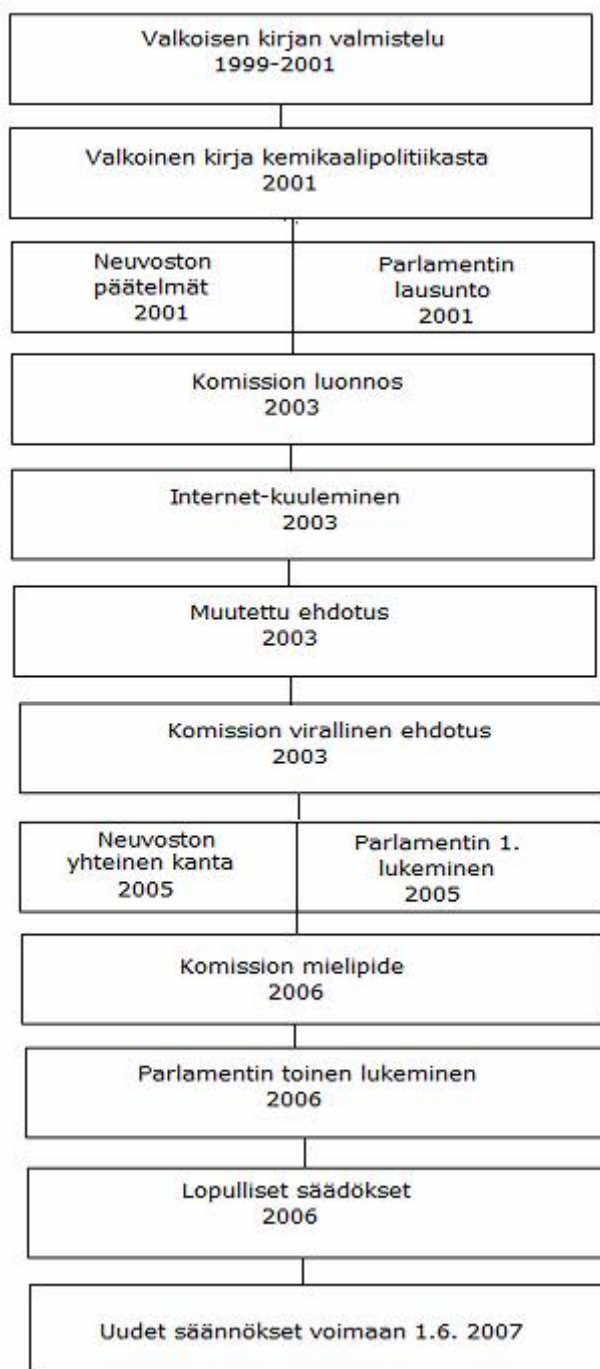 Valkoisen kirjan valmistelu
1999-2001
Valkoinen kirja kemikaalipolitiikasta
2001
Neuvoston
päätelmät
2001
Parlamentin
lausunto
2001
Komission luonnos
2003
Internet-kuuleminen
2003
Muutettu ehdotus
2003
Komission virallinen ehdotus
2003
Neuvoston
yhteinen kanta
2005
Parlamentin 1.
lukeminen
2005
Komission mielipide
2006
Parlamentin toinen lukeminen
2006
Lopulliset säädökset
2006
Uudet säännökset voimaan 1.6. 2007